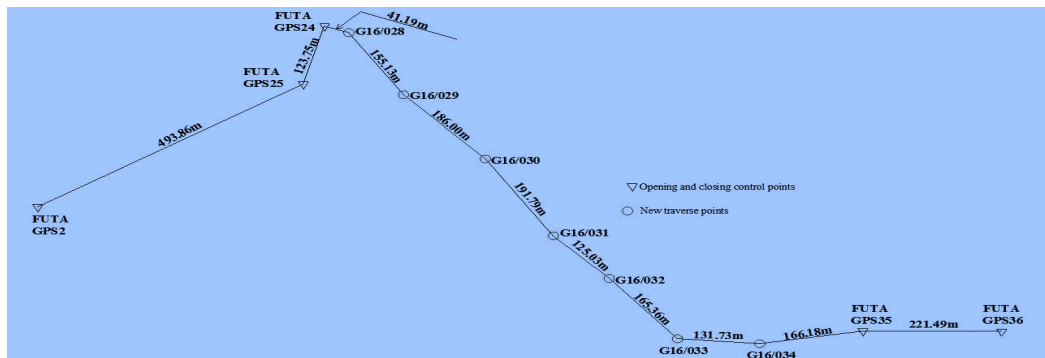 FUTA
GPS24
41.19m
G16/028
123.75m
155.13m
FUTA
GPS25
G16/029
186.00m
493.86m
G16/030
191.79m
Opening and closing control points
New traverse points
FUTA
GPS2
G16/031
125.03m
G16/032
165.36m
FUTA
GPS35
FUTA
GPS36
131.73m
166.18m
221.49m
G16/033
G16/034